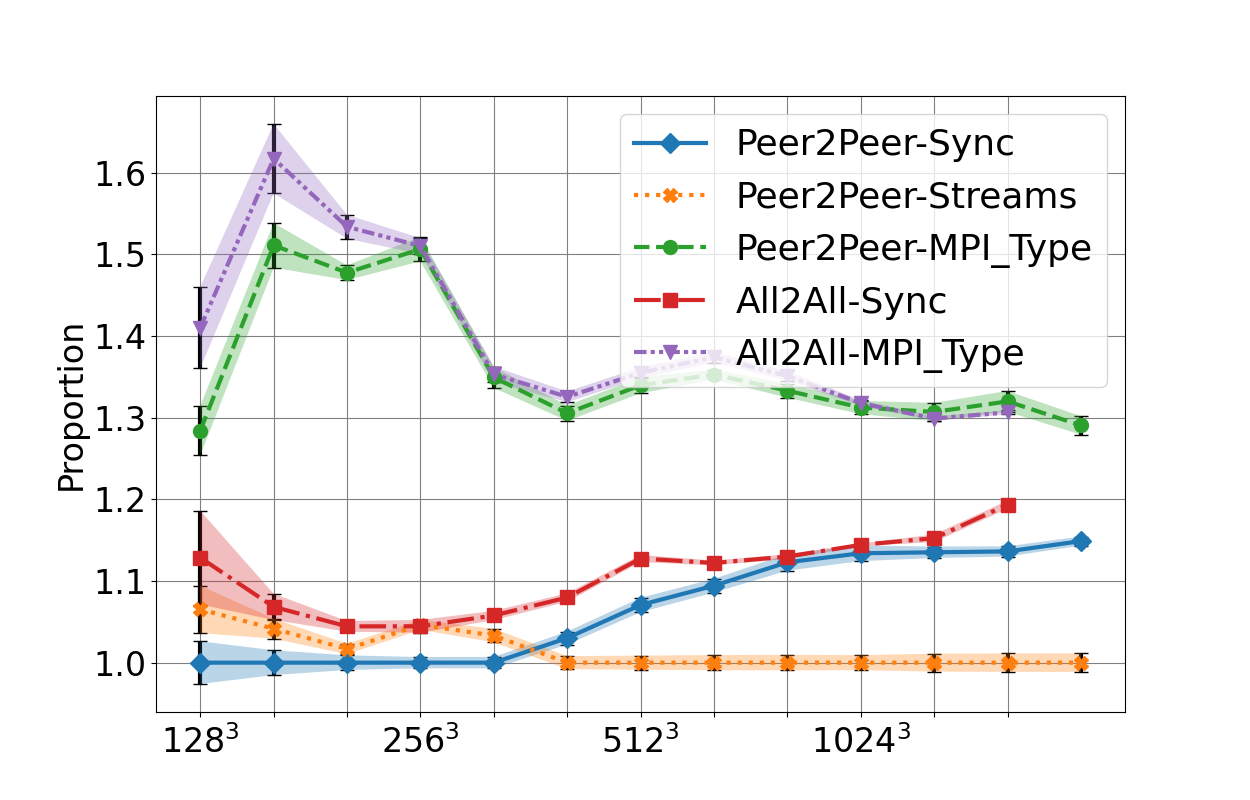 Proportion
1.6
1.5
1.4
1.3
1.2
1.1
1.0
128³
256³
512³
1024³
Peer2Peer-Sync
Peer2Peer-Streams
Peer2Peer-MPI_Type
All2All-Sync
All2All-MPI_Type